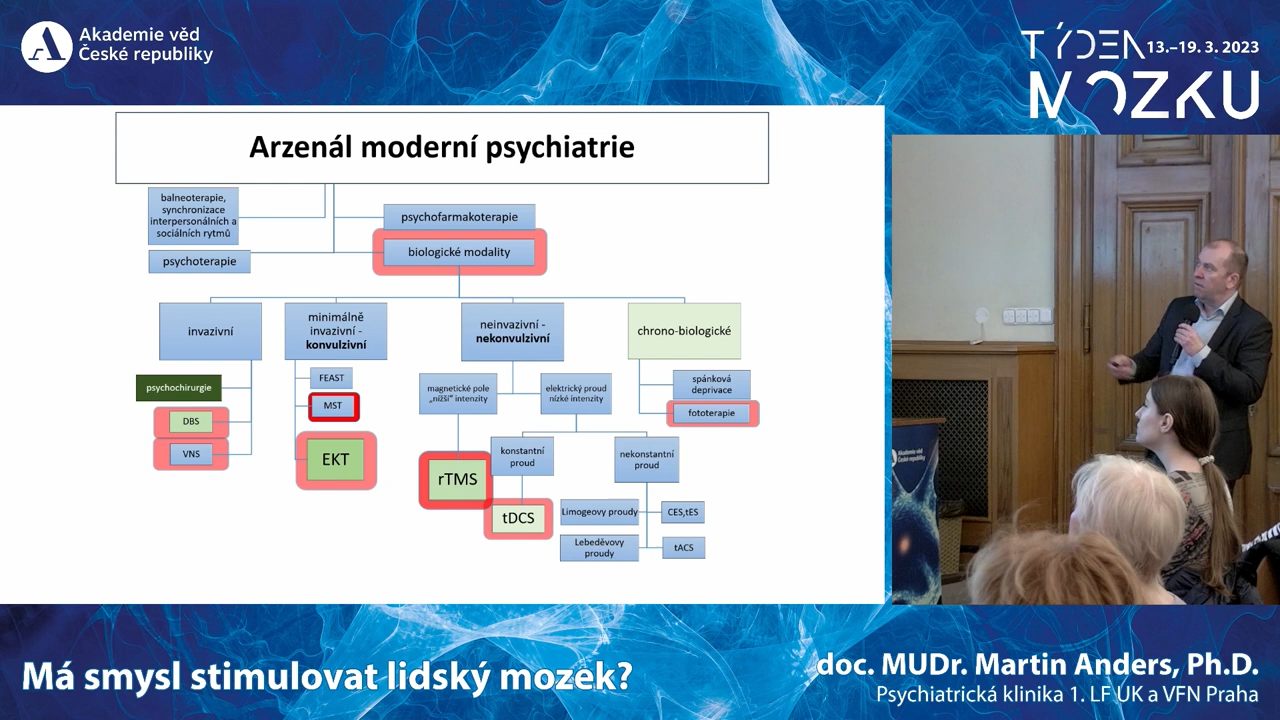 Akademie věd
České republiky
TÝDEN 13.–19. 3. 2023
MOZKU
Arzenál moderní psychiatrie
balneoterapie,
synchronizace
interpersonálních a
sociálních rytmů
psychoterapie
psychofarmakoterapie
biologické modality
invazivní
minimálně
invazivní -
konvulzivní
neinvazivní -
nekonvulzivní
chrono-biologické
psychochirurgie
DBS
VNS
FEAST
MST
EKT
magnetické pole
„nižší" intenzity
elektrický proud
nízké intenzity
spánková
deprivace
fototerapie
konstantní
proud
nekonstantní
proud
rTMS
tDCS
Limogeovy proudy
CES,tES
Lebeděvovy
proudy
tACS
Akademie věd
České republiky
Má smysl stimulovat lidský mozek?
doc. MUDr. Martin Anders, Ph.D.
Psychiatrická klinika 1. LF UK a VFN Praha